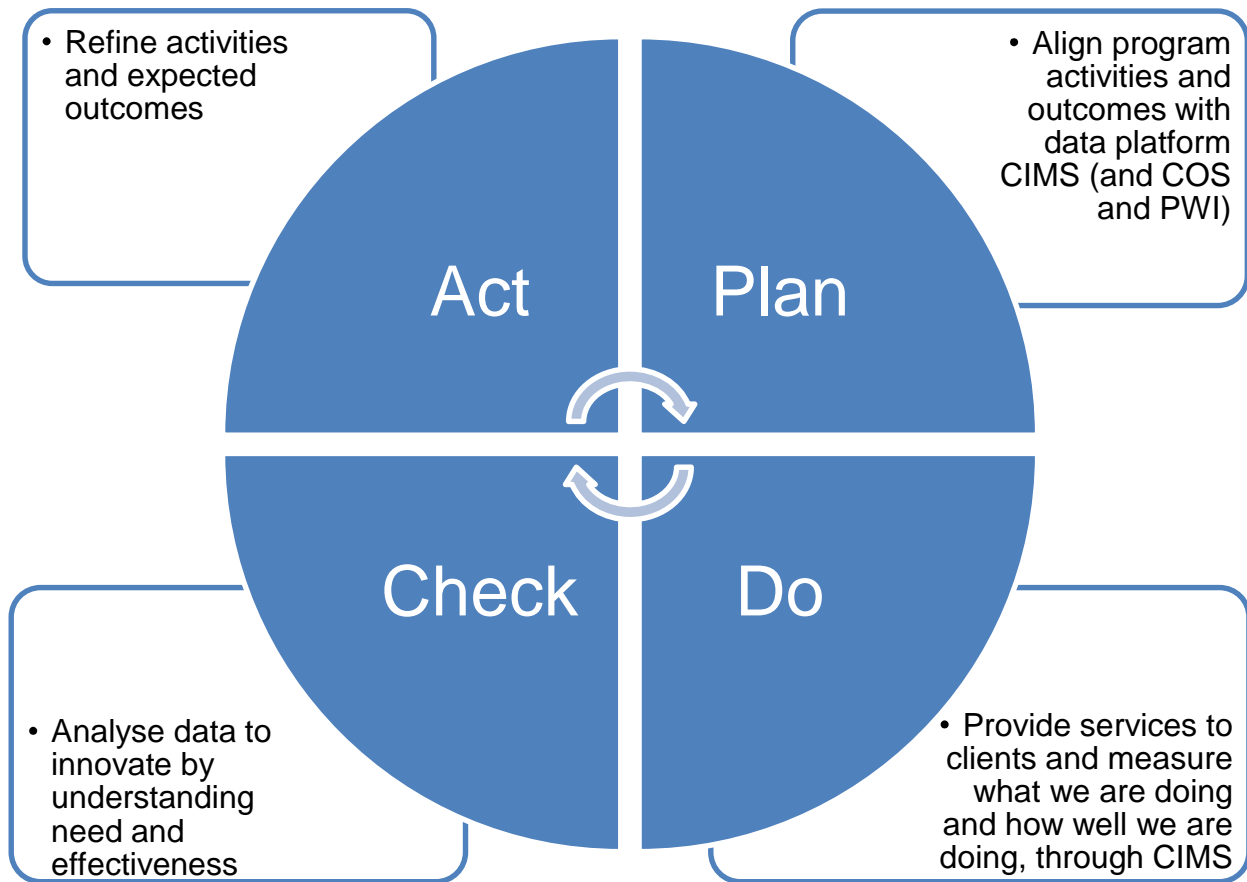 • Refine activities
and expected
outcomes
• Align program
activities and
outcomes with
data platform
CIMS (and COS
and PWI)
Act
Plan
Check
Do
• Analyse data to
innovate by
understanding
need and
effectiveness
• Provide services to
clients and measure
what we are doing
and how well we are
doing, through CIMS